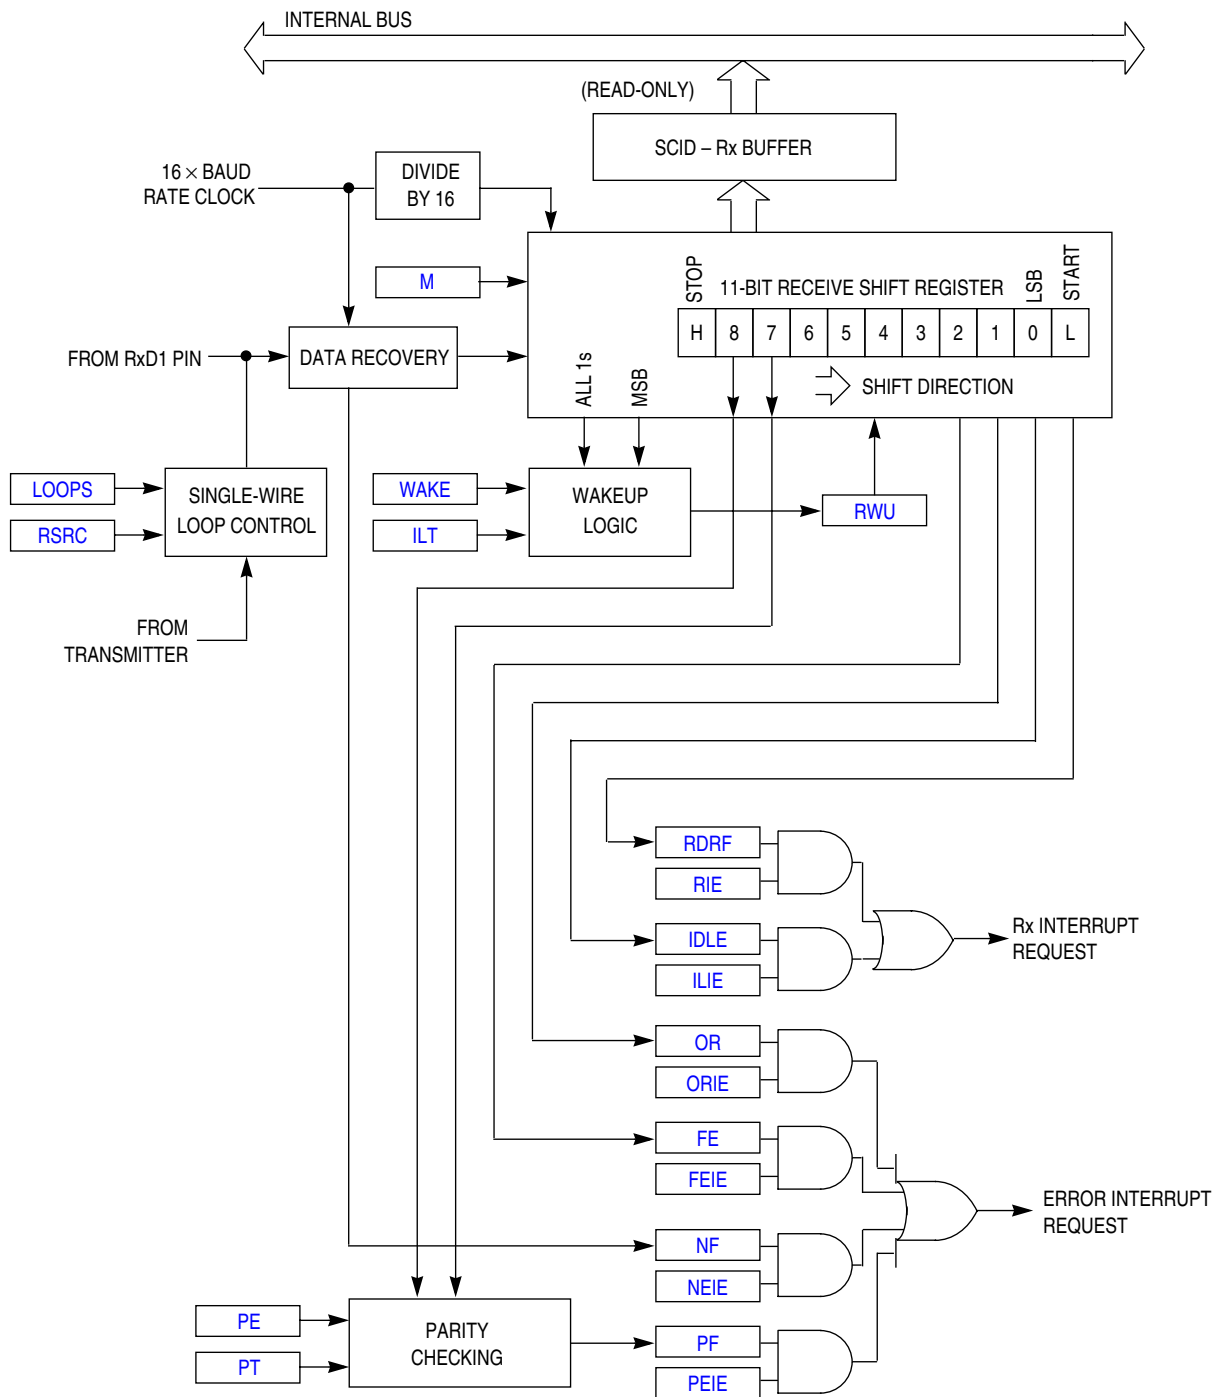 INTERNAL BUS
(READ-ONLY)
SCID – Rx BUFFER
16 × BAUD
RATE CLOCK
DIVIDE
BY 16
M
STOP
11-BIT RECEIVE SHIFT REGISTER
LSB
START
H 8 7 6 5 4 3 2 1 0 L
FROM RxD1 PIN
DATA RECOVERY
ALL 1s
MSB
SHIFT DIRECTION
LOOPS
RSRC
SINGLE-WIRE
LOOP CONTROL
WAKE
ILT
WAKEUP
LOGIC
RWU
FROM
TRANSMITTER
RDRF
RIE
IDLE
ILIE
Rx INTERRUPT
REQUEST
OR
ORIE
FE
FEIE
ERROR INTERRUPT
REQUEST
NF
NEIE
PE
PT
PARITY
CHECKING
PF
PEIE